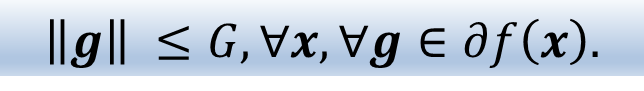 ‖𝒈‖ ≤ 𝐺, ∀𝒙, ∀𝒈 ∈ 𝜕𝑓(𝒙).